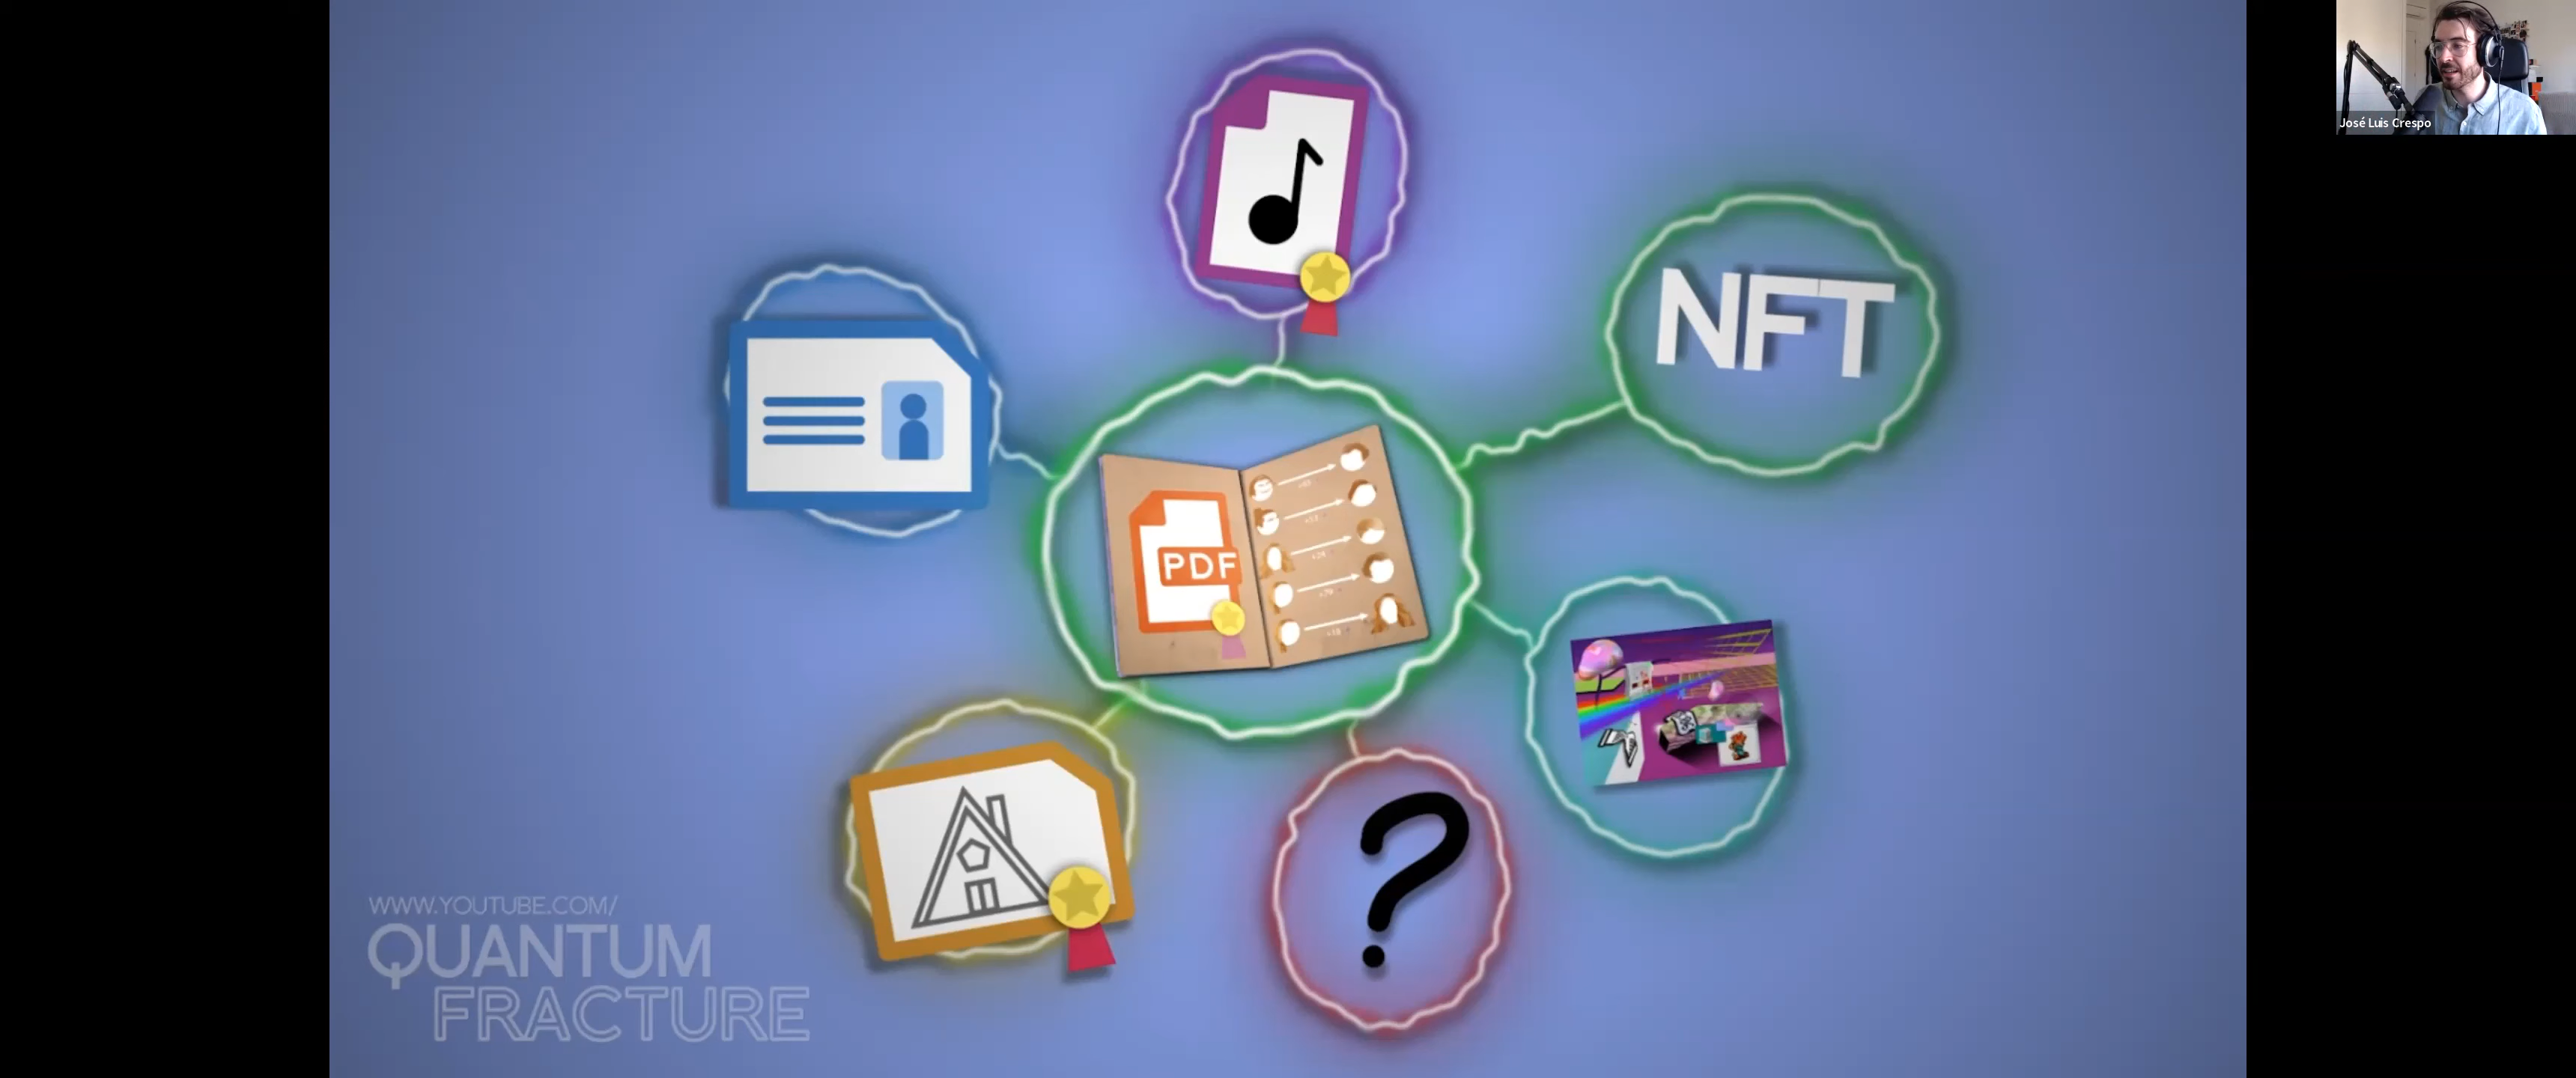 José Luis Crespo
NFT
PDF
WWW.YOUTUBE.COM/
QUANTUM
FRACTURE